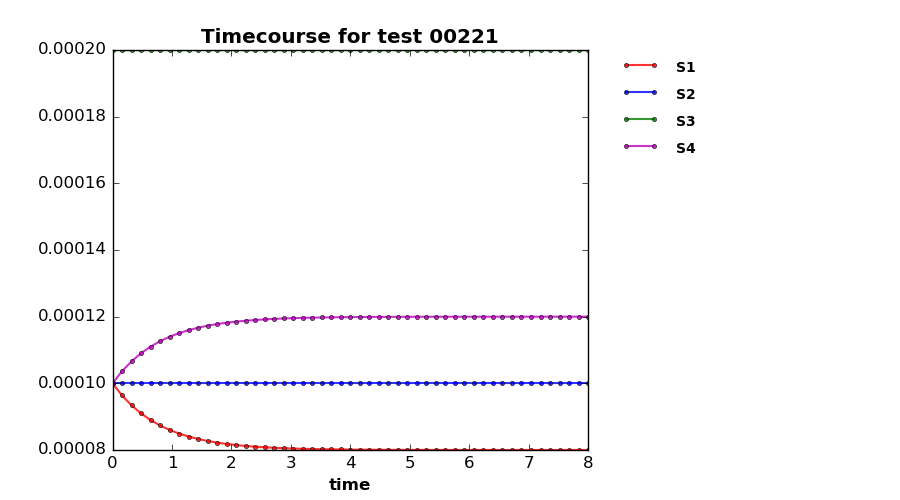 Timecourse for test 00221
0.00020
0.00018
0.00016
0.00014
0.00012
0.00010
0.00008
0 1 2 3 4 5 6 7 8
time
S1
S2
S3
S4